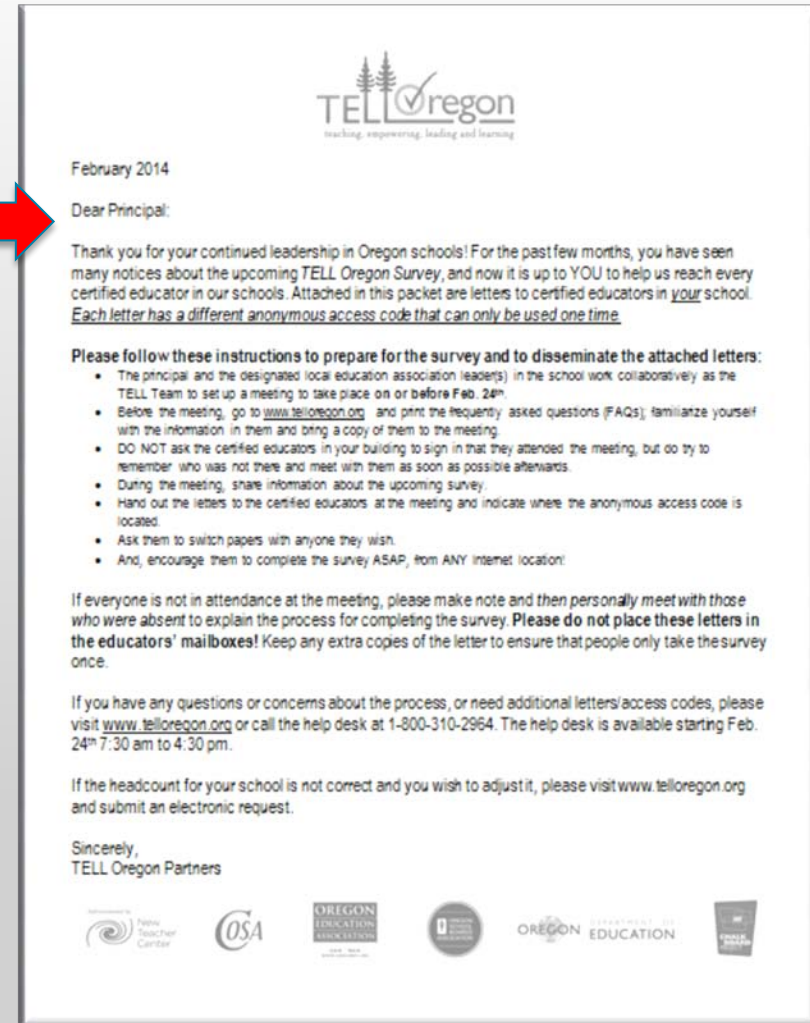 TELL Oregon
teaching, empowering, leading and learning
February 2014
Dear Principal:
Thank you for your continued leadership in Oregon schools! For the past few months, you have seen
many notices about the upcoming TELL Oregon Survey, and now it is up to YOU to help us reach every
certified educator in our schools. Attached in this packet are letters to certified educators in your school.
Each letter has a different anonymous access code that can only be used one time.
Please follow these instructions to prepare for the survey and to disseminate the attached letters:
• The principal and the designated local education association leader(s) in the school work collaboratively as the
TELL Team to set up a meeting to take place on or before Feb. 24th.
• Before the meeting, go to www.telloregon.org and print the frequently asked questions (FAQs); familiarize yourself
with the information in them and bring a copy of them to the meeting.
• DO NOT ask the certified educators in your building to sign in that they attended the meeting, but do try to
remember who was not there and meet with them as soon as possible afterwards.
• During the meeting, share information about the upcoming survey.
• Hand out the letters to the certified educators at the meeting and indicate where the anonymous access code is
located.
• Ask them to switch papers with anyone they wish.
• And, encourage them to complete the survey ASAP, from ANY Internet location!
If everyone is not in attendance at the meeting, please make note and then personally meet with those
who were absent to explain the process for completing the survey. Please do not place these letters in
the educators' mailboxes! Keep any extra copies of the letter to ensure that people only take the survey
once.
If you have any questions or concerns about the process, or need additional letters/access codes, please
visit www.telloregon.org or call the help desk at 1-800-310-2964. The help desk is available starting Feb.
24th 7:30 am to 4:30 pm.
If the headcount for your school is not correct and you wish to adjust it, please visit www.telloregon.org
and submit an electronic request.
Sincerely,
TELL Oregon Partners
New
Teacher
Center
COSA
OREGON
EDUCATION
ASSOCIATION
OREGON DEPARTMENT OF
EDUCATION